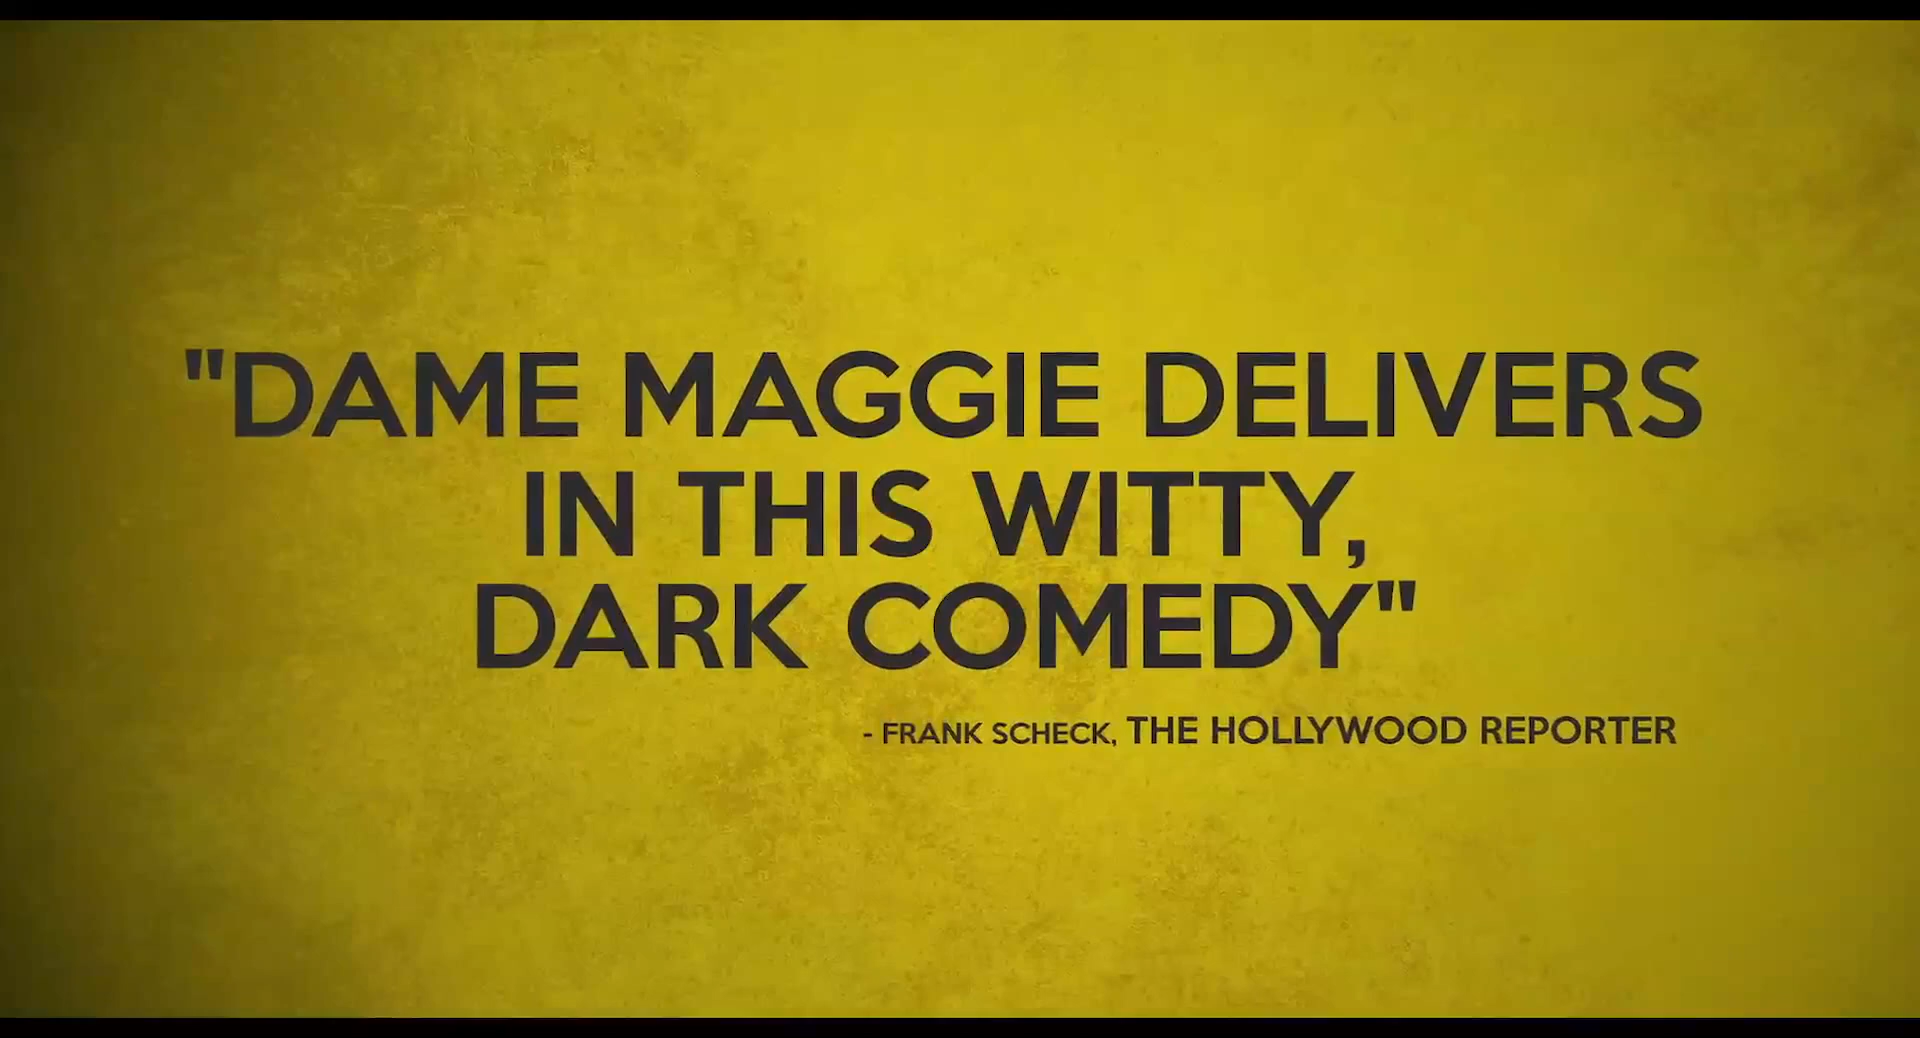 "DAME MAGGIE DELIVERS
IN THIS WITTY,
DARK COMEDY"
- FRANK SCHECK, THE HOLLYWOOD REPORTER